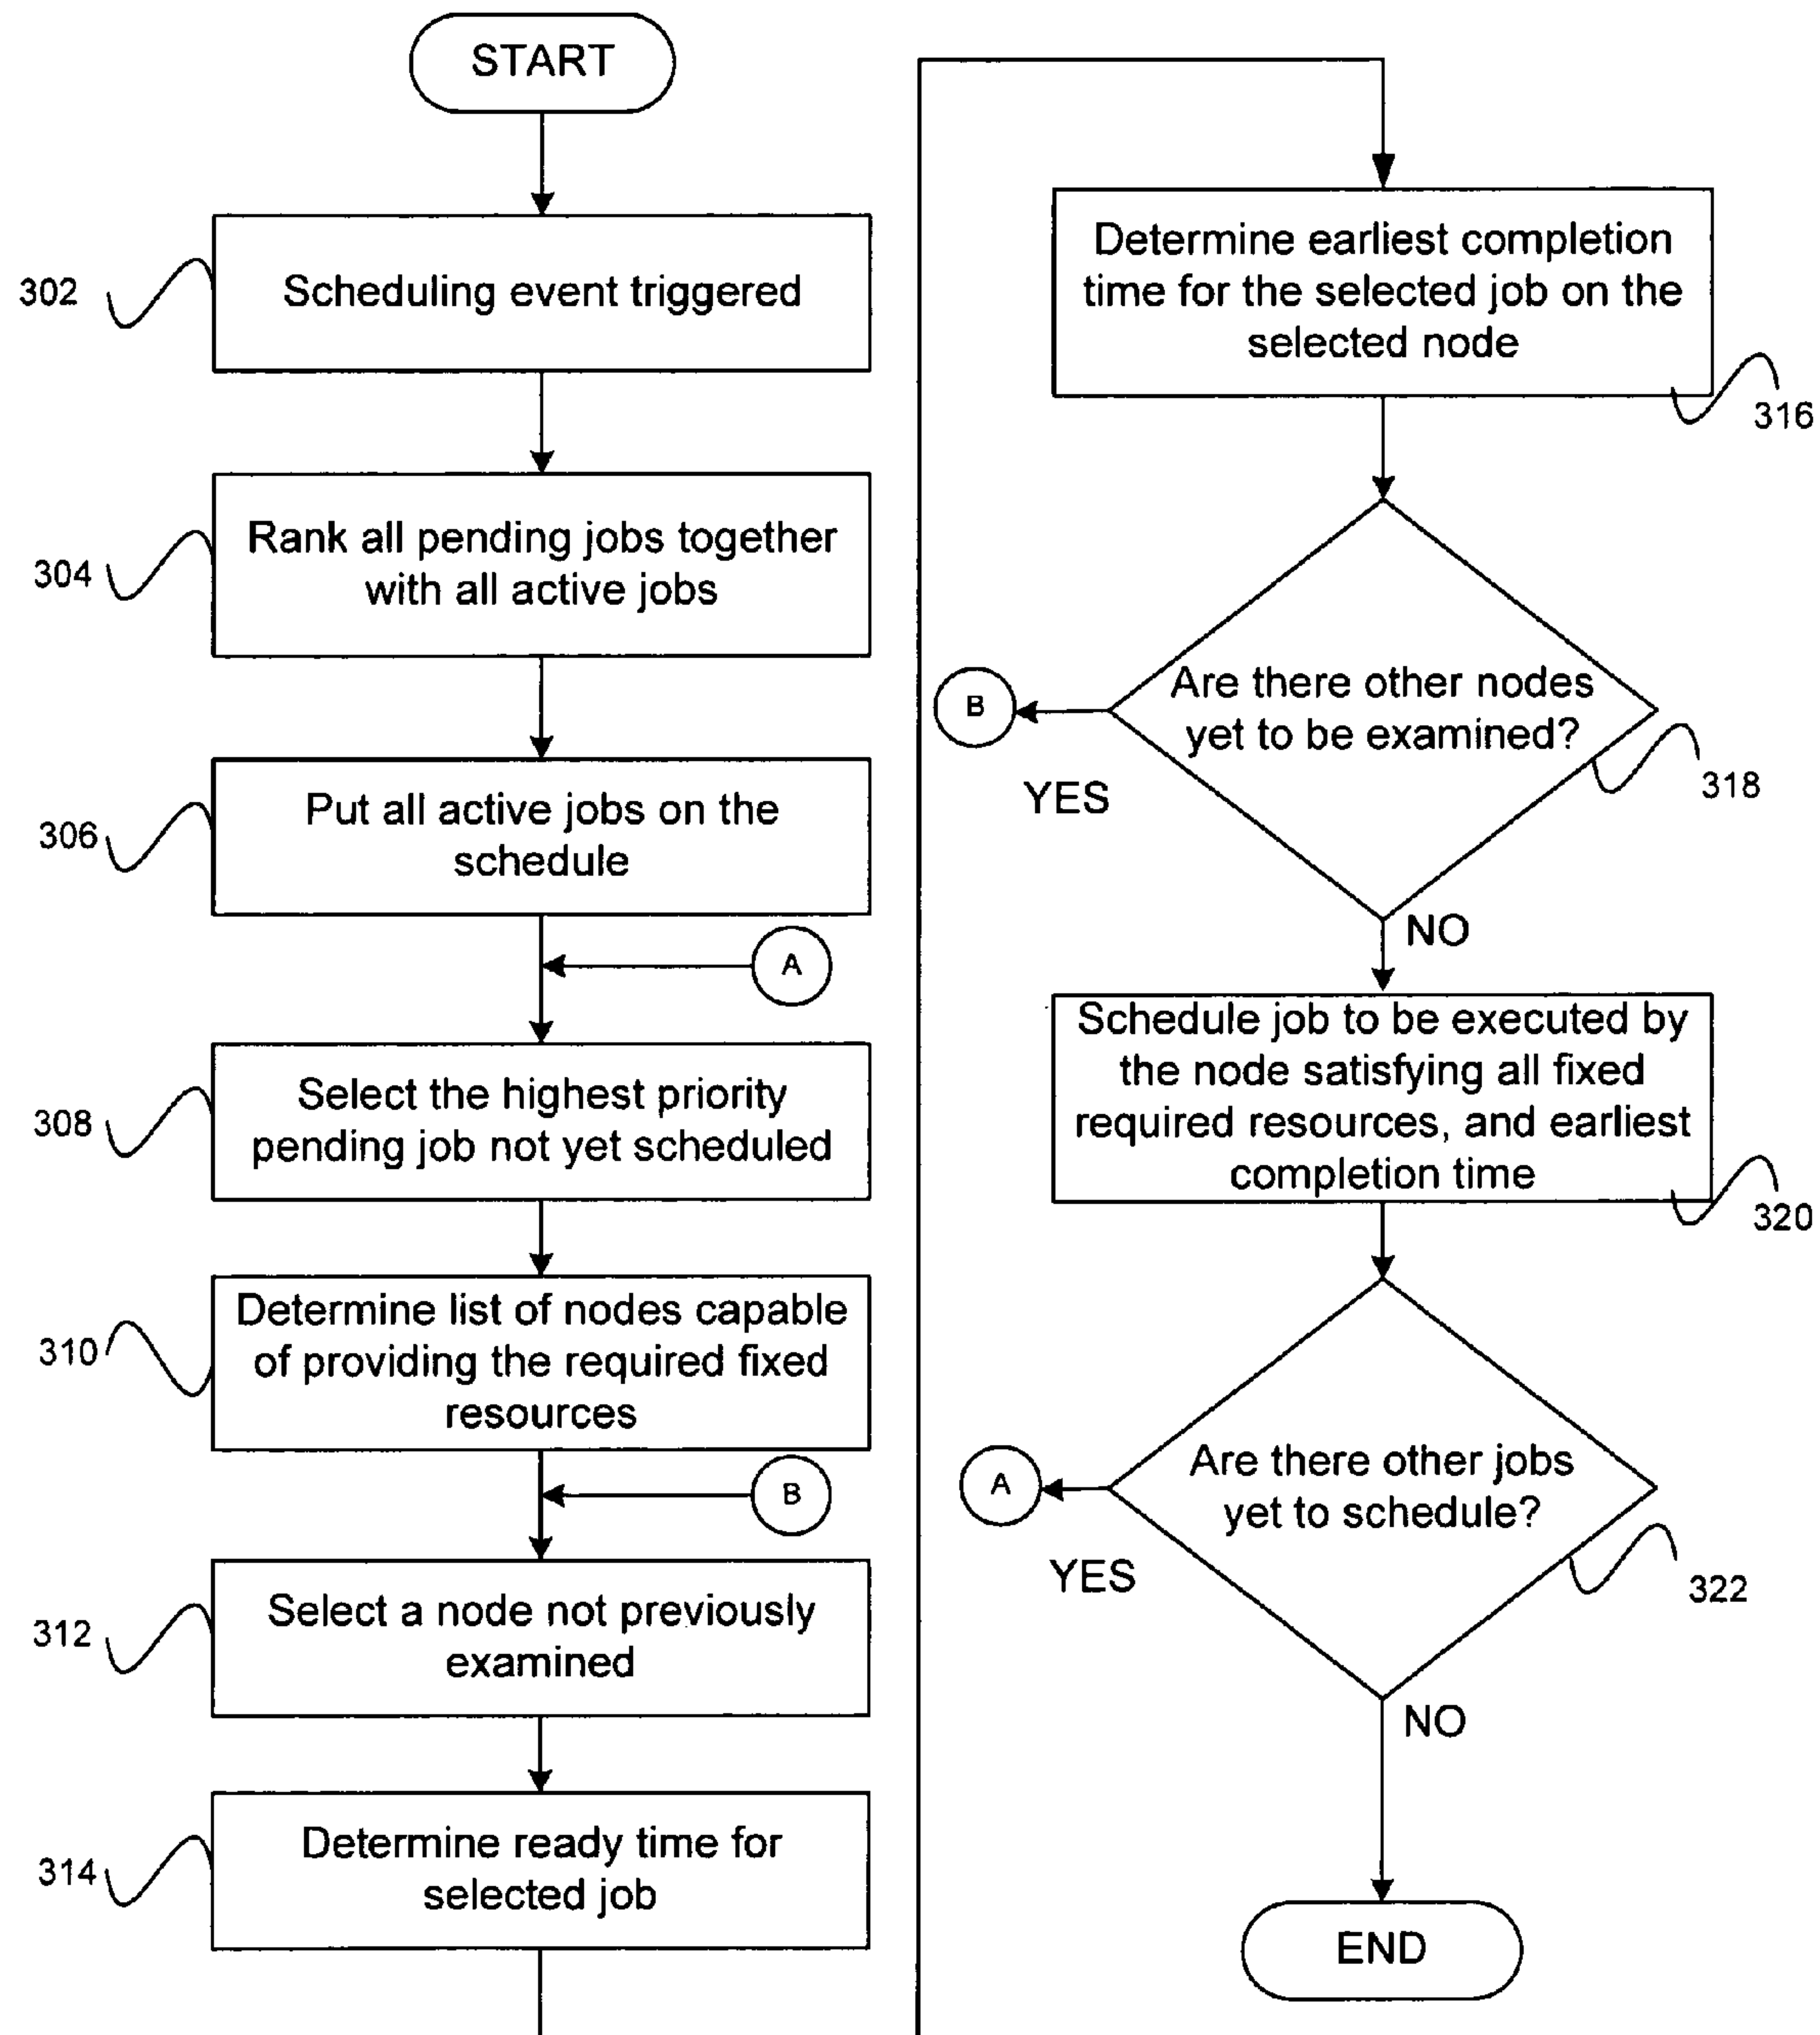 START
302
Scheduling event triggered
304
Rank all pending jobs together
with all active jobs
306
Put all active jobs on the
schedule
A
308
Select the highest priority
pending job not yet scheduled
310
Determine list of nodes capable
of providing the required fixed
resources
B
312
Select a node not previously
examined
314
Determine ready time for
selected job
Determine earliest completion
time for the selected job on the
selected node
316
Are there other nodes
yet to be examined?
B
YES
318
NO
Schedule job to be executed by
the node satisfying all fixed
required resources, and earliest
completion time
320
Are there other jobs
yet to schedule?
A
YES
322
NO
END